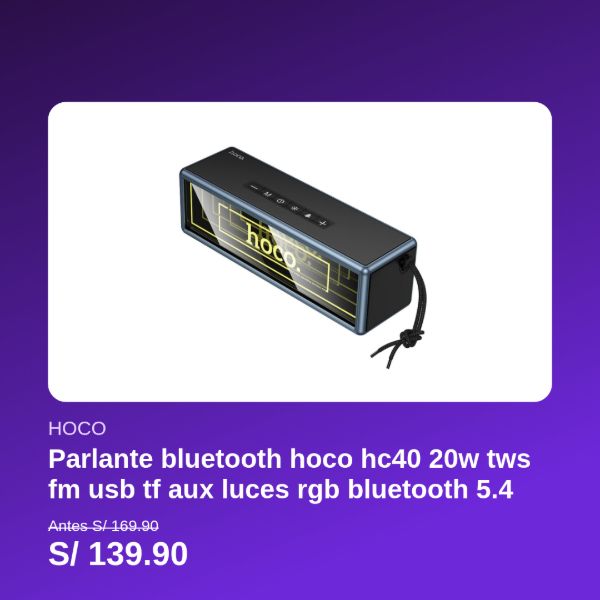 hoco.
M
hoco.
HOCO
Parlante bluetooth hoco hc40 20w tws
fm usb tf aux luces rgb bluetooth 5.4
Antes S/ 169.90
S/ 139.90